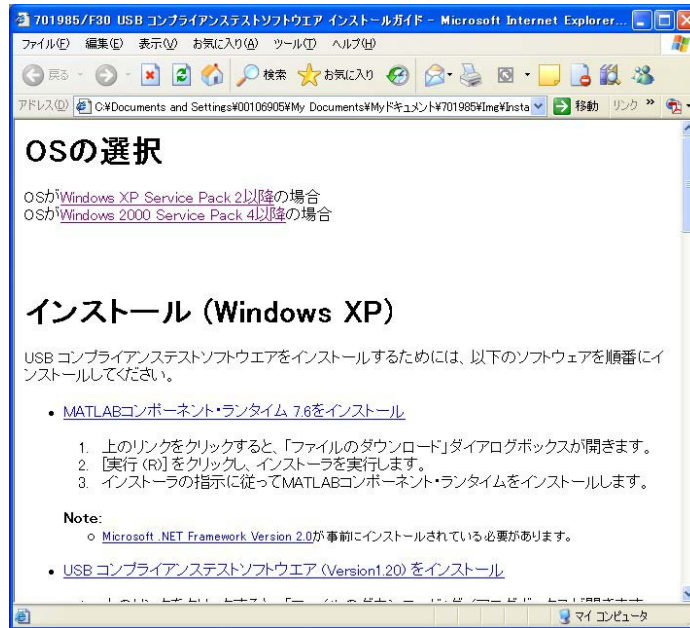 701985/F30 USB コンプライアンステストソフトウエア インストールガイド - Microsoft Internet Explorer...
ファイル(F) 編集(E) 表示(V) お気に入り(A) ツール(T) ヘルプ(H)
戻る 検索 お気に入り
アドレス(D) C:¥Documents and Settings¥00106905¥My Documents¥Myドキュメント¥701985¥Img¥Insta 移動 リンク »
OSの選択
OSがWindows XP Service Pack 2以降の場合
OSがWindows 2000 Service Pack 4以降の場合
インストール (Windows XP)
USB コンプライアンステストソフトウエアをインストールするためには、以下のソフトウェアを順番にイ
ンストールしてください。
• MATLABコンポーネント・ランタイム 7.6をインストール
1. 上のリンクをクリックすると、「ファイルのダウンロード」ダイアログボックスが開きます。
2. [実行 (R)] をクリックし、インストーラを実行します。
3. インストーラの指示に従ってMATLABコンポーネント・ランタイムをインストールします。
Note:
○ Microsoft .NET Framework Version 2.0が事前にインストールされている必要があります。
• USB コンプライアンステストソフトウエア (Version1.20) をインストール
マイ コンピュータ